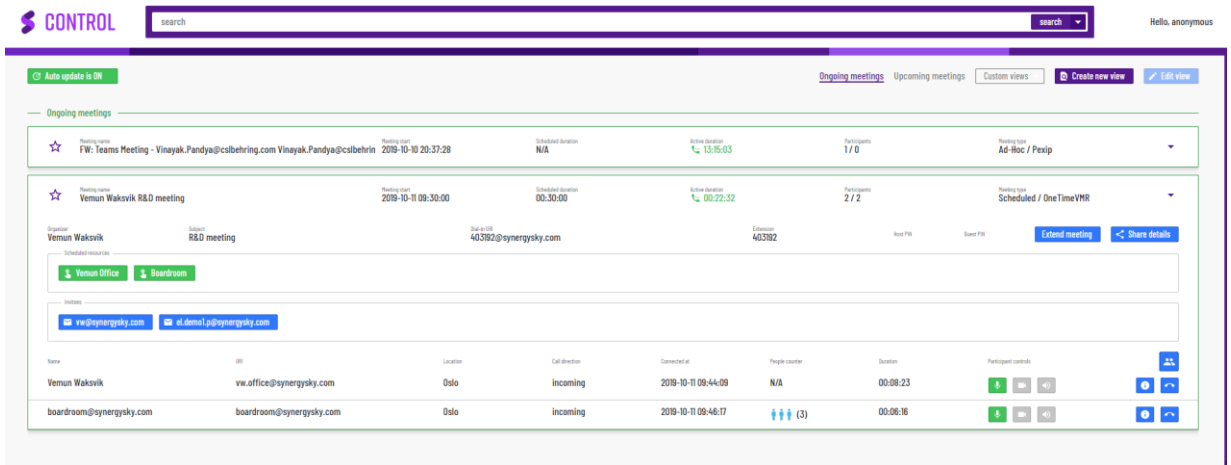 CONTROL
search
search
Hello, anonymous
Auto update is ON
Ongoing meetings Upcoming meetings Custom views Create new view Edit view
Ongoing meetings
Meeting name Meeting start Scheduled duration Active duration Participants Meeting type
FW: Teams Meeting - Vinayak.Pandya@cslbehring.com Vinayak.Pandya@cslbehrin 2019-10-10 20:37:28 N/A 13:15:03 1 / 0 Ad-Hoc / Pexip
Meeting name Meeting start Scheduled duration Active duration Participants Meeting type
Vemun Waksvik R&D meeting 2019-10-11 09:30:00 00:30:00 00:22:32 2 / 2 Scheduled / OneTimeVMR
Organizer Subject Dial-in URI Extension Host PIN Guest PIN
Vemun Waksvik R&D meeting 403192@synergysky.com 403192 Extend meeting Share details
Scheduled resources
Vemun Office Boardroom
Invitees
vw@synergysky.com el.demo1.p@synergysky.com
Name URI Location Call direction Connected at People counter Duration Participant controls
Vemun Waksvik vw.office@synergysky.com Oslo incoming 2019-10-11 09:44:09 N/A 00:08:23
boardroom@synergysky.com boardroom@synergysky.com Oslo incoming 2019-10-11 09:46:17 (3) 00:06:16